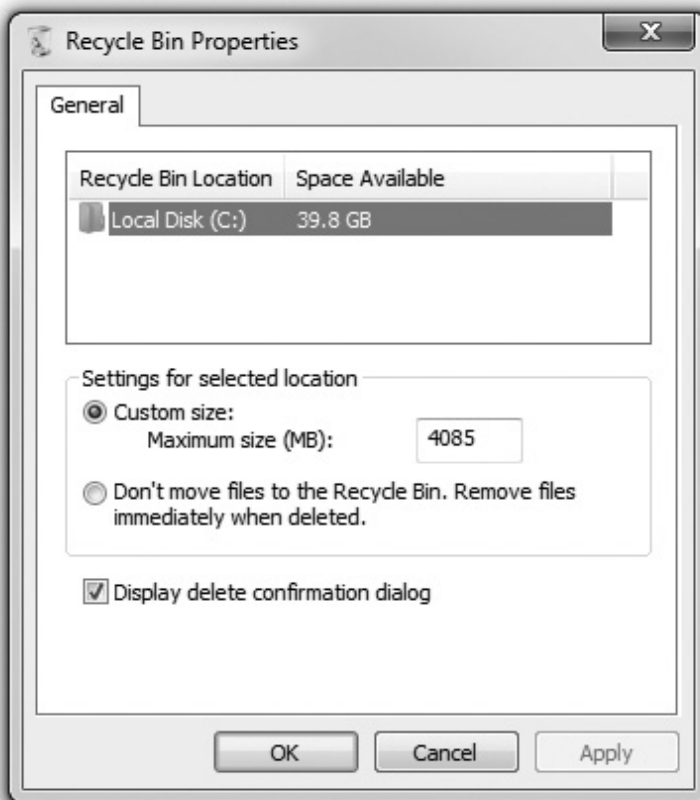 Recycle Bin Properties
X
General
Recycle Bin Location Space Available
Local Disk (C:) 39.8 GB
Settings for selected location
Custom size:
Maximum size (MB): 4085
Don't move files to the Recycle Bin. Remove files
immediately when deleted.
Display delete confirmation dialog
OK Cancel Apply